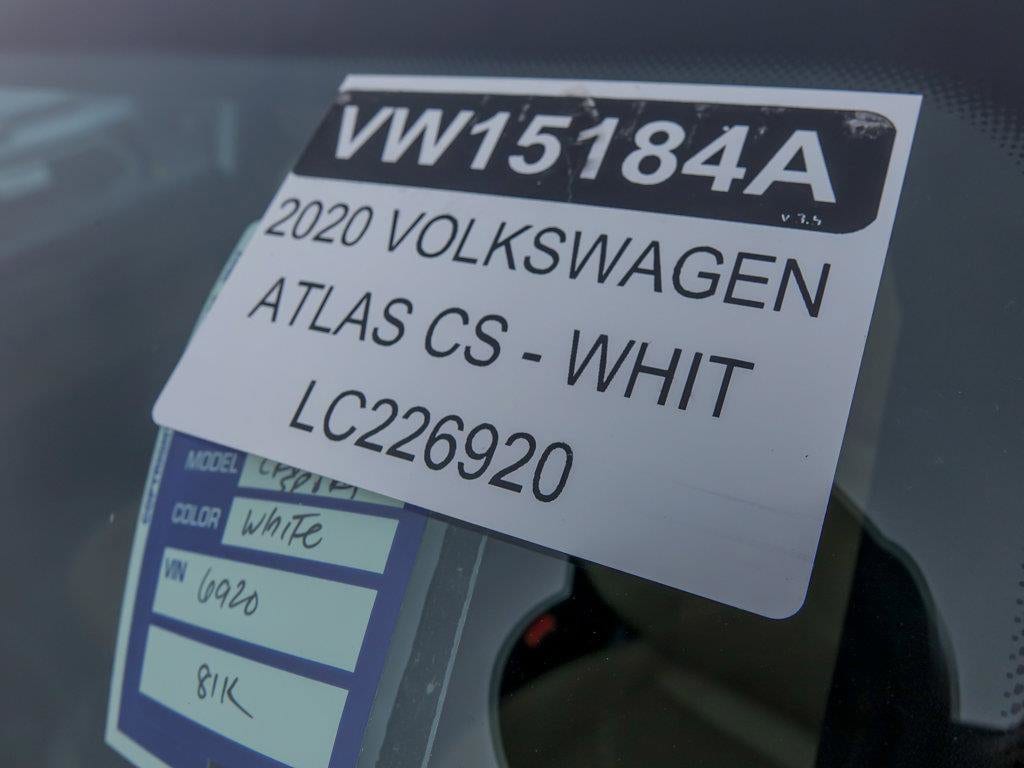 VW15184A
v 3.5
2020 VOLKSWAGEN
ATLAS CS - WHIT
LC226920
MODEL
COLOR WHITE
VIN 6920
81K